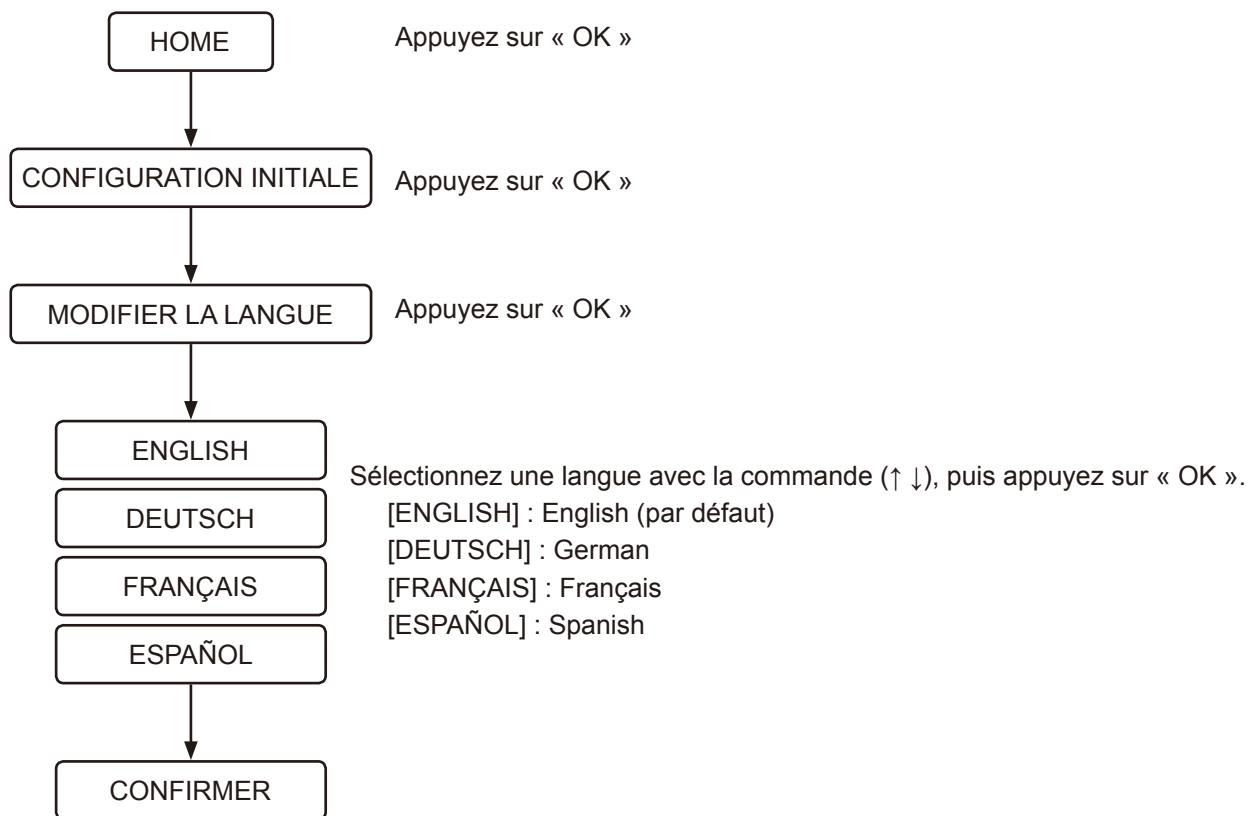 HOME
Appuyez sur « OK »
CONFIGURATION INITIALE
Appuyez sur « OK »
MODIFIER LA LANGUE
Appuyez sur « OK »
ENGLISH
DEUTSCH
FRANÇAIS
ESPAÑOL
Sélectionnez une langue avec la commande (↑ ↓), puis appuyez sur « OK ».
[ENGLISH] : English (par défaut)
[DEUTSCH] : German
[FRANÇAIS] : Français
[ESPAÑOL] : Spanish
CONFIRMER